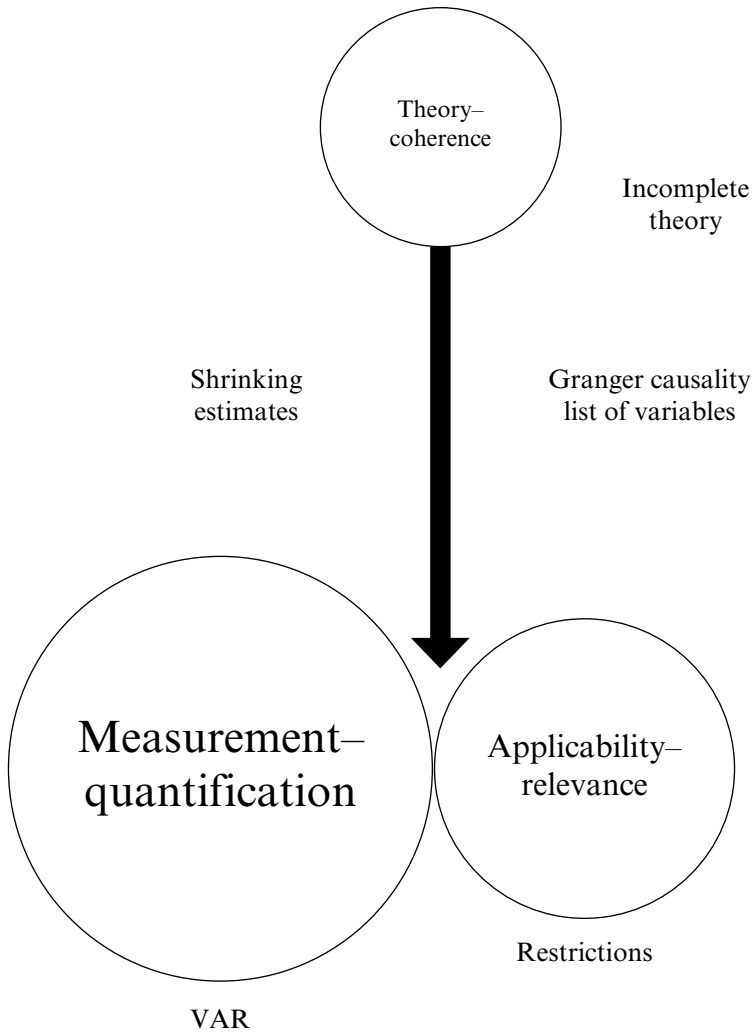 Theory–
coherence
Incomplete
theory
Shrinking
estimates
Granger causality
list of variables
Measurement–
quantification
Applicability–
relevance
Restrictions
VAR